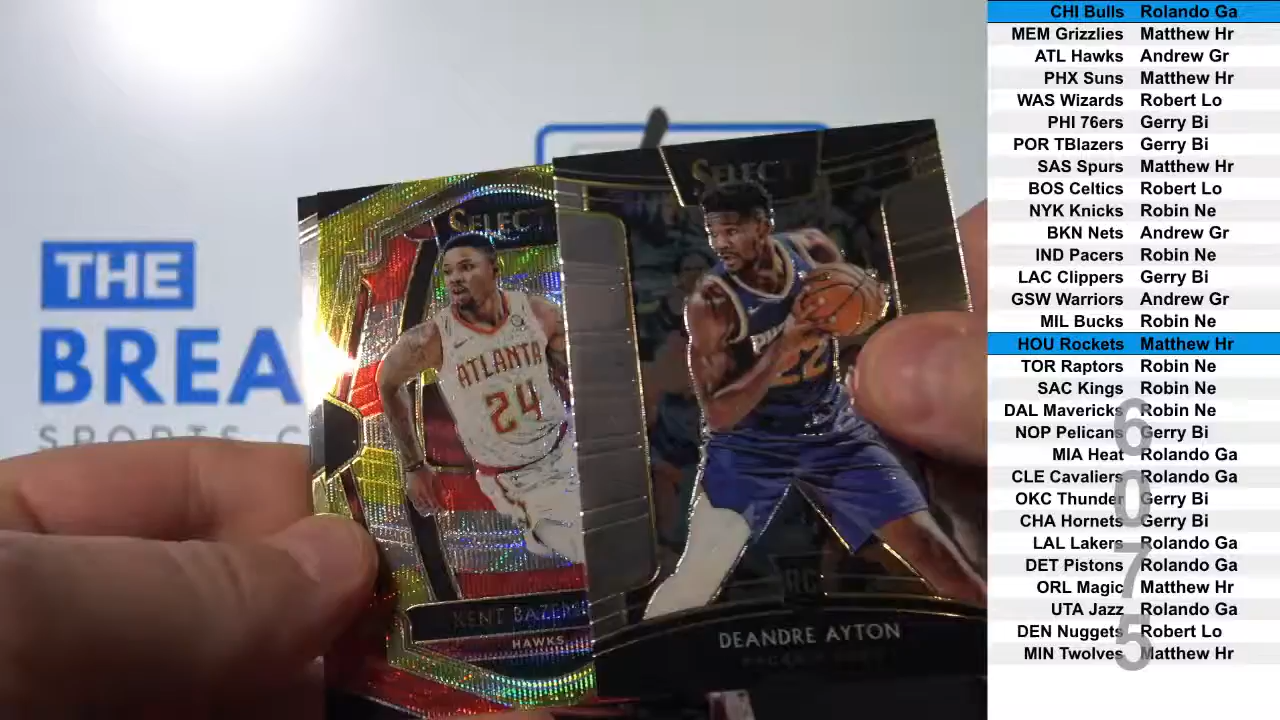 THE
BREA
SPORTS C
SELECT
ATLANTA
24
KENT BAZEM
HAWKS
SELECT
22
RC
DEANDRE AYTON
CHI Bulls Rolando Ga
MEM Grizzlies Matthew Hr
ATL Hawks Andrew Gr
PHX Suns Matthew Hr
WAS Wizards Robert Lo
PHI 76ers Gerry Bi
POR TBlazers Gerry Bi
SAS Spurs Matthew Hr
BOS Celtics Robert Lo
NYK Knicks Robin Ne
BKN Nets Andrew Gr
IND Pacers Robin Ne
LAC Clippers Gerry Bi
GSW Warriors Andrew Gr
MIL Bucks Robin Ne
HOU Rockets Matthew Hr
TOR Raptors Robin Ne
SAC Kings Robin Ne
DAL Mavericks Robin Ne
NOP Pelicans Gerry Bi
MIA Heat Rolando Ga
CLE Cavaliers Rolando Ga
OKC Thunder Gerry Bi
CHA Hornets Gerry Bi
LAL Lakers Rolando Ga
DET Pistons Rolando Ga
ORL Magic Matthew Hr
UTA Jazz Rolando Ga
DEN Nuggets Robert Lo
MIN Twolves Matthew Hr
6075